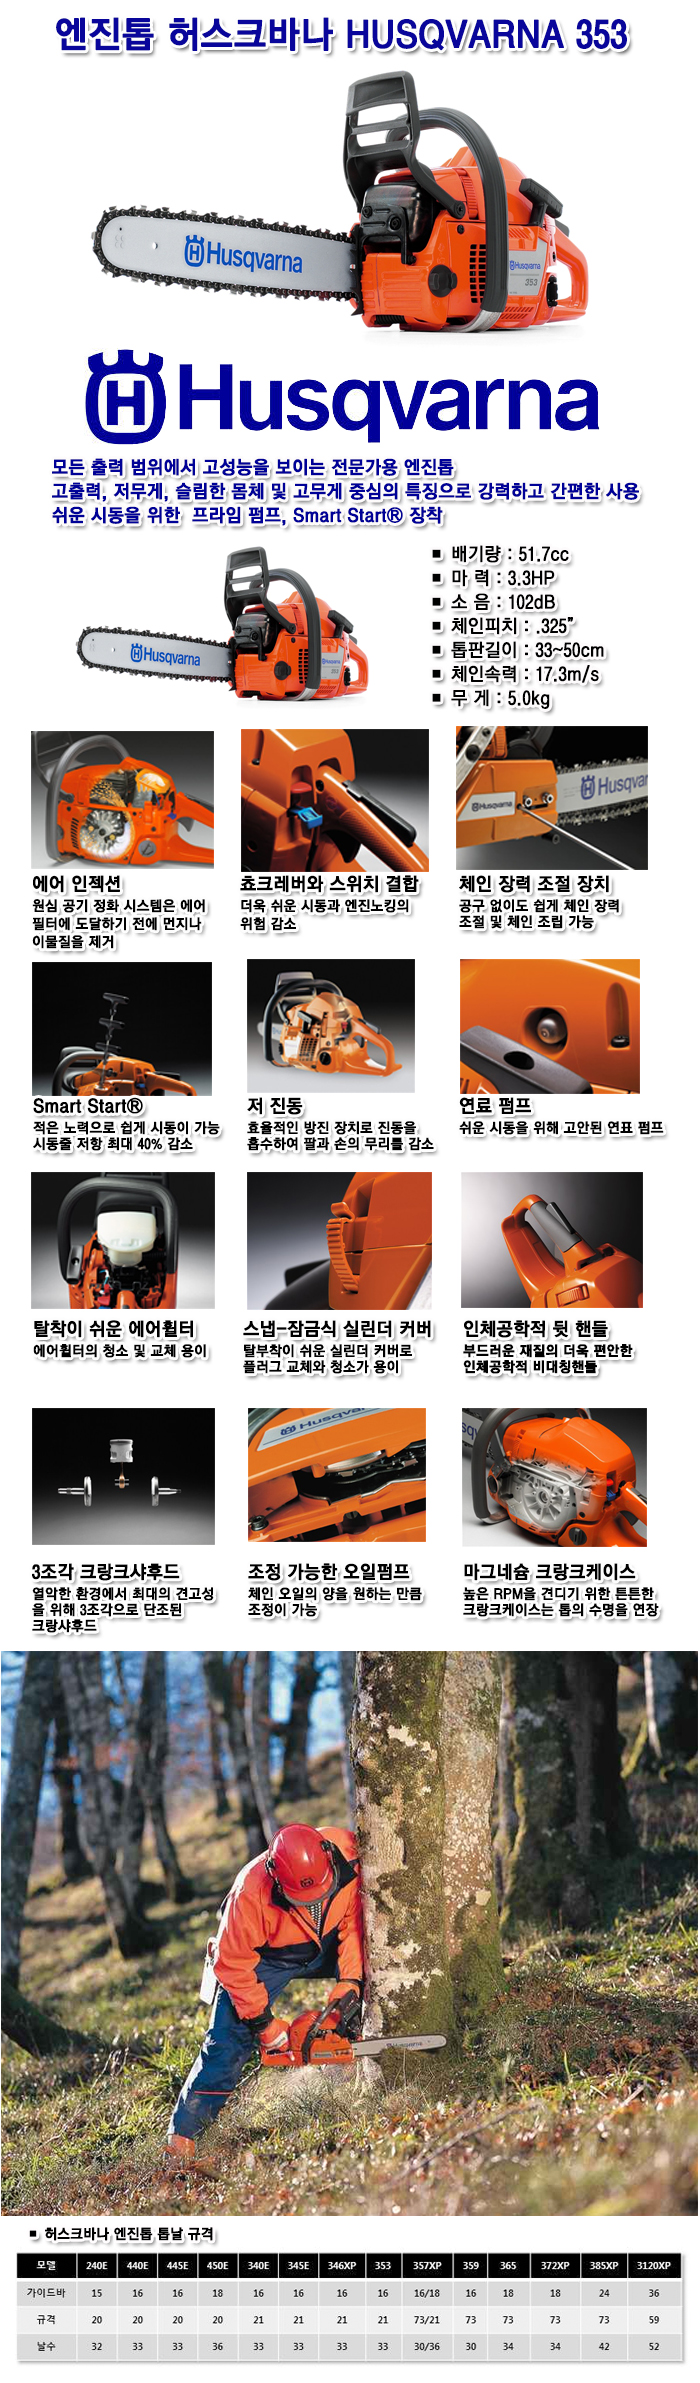 엔진톱 허스크바나 HUSQVARNA 353
Husqvarna
Husqvarna
353
Husqvarna
모든 출력 범위에서 고성능을 보이는 전문가용 엔진톱
고출력, 저무게, 슬림한 몸체 및 고무게 중심의 특징으로 강력하고 간편한 사용
쉬운 시동을 위한 프라임 펌프, Smart Start® 장착
Husqvarna
■ 배기량 : 51.7cc
■ 마 력 : 3.3HP
■ 소 음 : 102dB
■ 체인피치 : .325”
■ 톱판길이 : 33~50cm
■ 체인속력 : 17.3m/s
■ 무 게 : 5.0kg
Husqvarna
Husqvar
에어 인젝션
원심 공기 정화 시스템은 에어
필터에 도달하기 전에 먼지나
이물질을 제거
쵸크레버와 스위치 결합
더욱 쉬운 시동과 엔진노킹의
위험 감소
체인 장력 조절 장치
공구 없이도 쉽게 체인 장력
조절 및 체인 조립 가능
Smart Start®
적은 노력으로 쉽게 시동이 가능
시동줄 저항 최대 40% 감소
저 진동
효율적인 방진 장치로 진동을
흡수하여 팔과 손의 무리를 감소
연료 펌프
쉬운 시동을 위해 고안된 연표 펌프
탈착이 쉬운 에어휠터
에어휠터의 청소 및 교체 용이
스냅-잠금식 실린더 커버
탈부착이 쉬운 실린더 커버로
플러그 교체와 청소가 용이
인체공학적 뒷 핸들
부드러운 재질의 더욱 편안한
인체공학적 비대칭핸들
Husqvarna
3조각 크랑크샤후드
열악한 환경에서 최대의 견고성
을 위해 3조각으로 단조된
크랑샤후드
조정 가능한 오일펌프
체인 오일의 양을 원하는 만큼
조정이 가능
마그네슘 크랑크케이스
높은 RPM을 견디기 위한 튼튼한
크랑크케이스는 톱의 수명을 연장
Husqvarna
■ 허스크바나 엔진톱 톱날 규격
모델 240E 440E 445E 450E 340E 345E 346XP 353 357XP 359 365 372XP 385XP 3120XP
가이드바 15 16 16 18 16 16 16 16 16/18 16 18 18 24 36
규격 20 20 20 20 21 21 21 21 73/21 73 73 73 73 59
날수 32 33 33 36 33 33 33 33 30/36 30 34 34 42 52